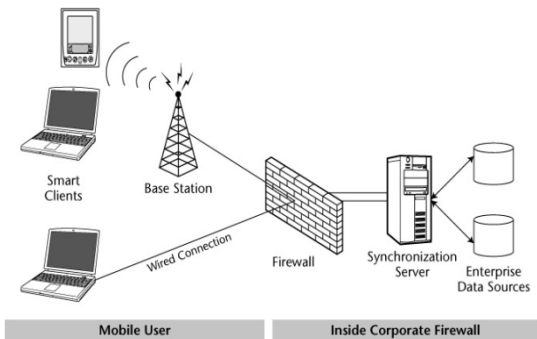 Smart
Clients
Base Station
Wired Connection
Firewall
Synchronization
Server
Enterprise
Data Sources
Mobile User
Inside Corporate Firewall